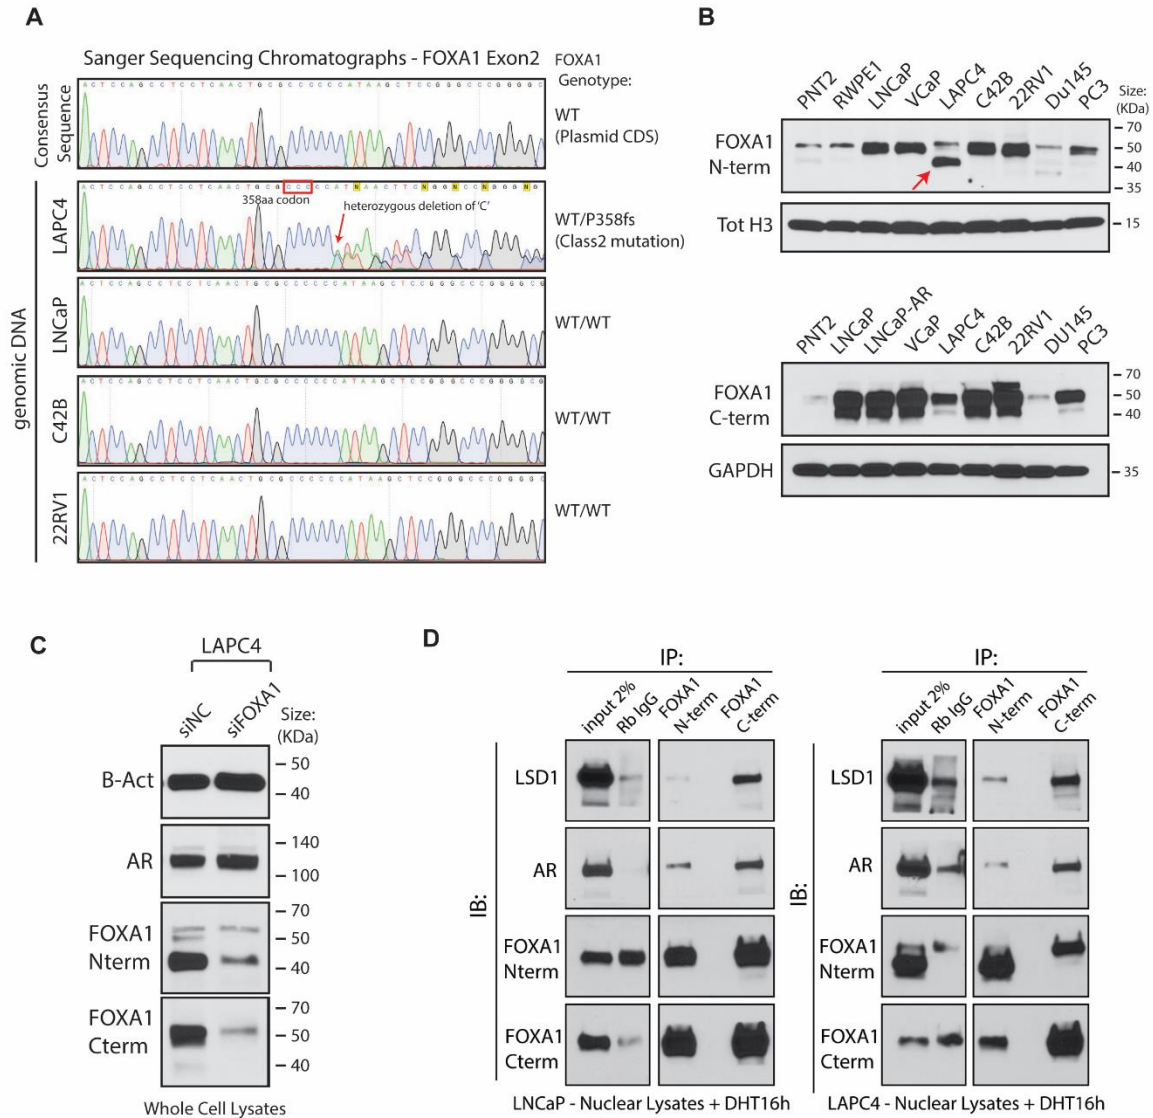 A
Sanger Sequencing Chromatographs - FOXA1 Exon2
FOXA1
Genotype:
Consensus
Sequence
ACTCCAGCCTCCTCAACTGCGCCCCCCATAAGCTCCGGGCCCGGGGC
WT
(Plasmid CDS)
genomic DNA
LAPC4
ACTCCAGCCTCCTCAACTGCGCCCCCATNAACTTCNGGNCCNGGGNG
358aa codon
heterozygous deletion of 'C'
WT/P358fs
(Class2 mutation)
LNCaP
ACTCCAGCCTCCTCAACTGCGCCCCCCATAAGCTCCGGGCCCGGGGCG
WT/WT
C42B
ACTCCAGCCTCCTCAACTGCGCCCCCCATAAGCTCCGGGCCCGGGGCG
WT/WT
22RV1
ACTCCAGCCTCCTCAACTGCGCCCCCCATAAGCTCCGGGCCCGGGGC
WT/WT
B
PNT2
RWPE1
LNCaP
VCaP
LAPC4
C42B
22RV1
Du145
PC3
Size:
(KDa)
FOXA1
N-term
70
50
40
35
Tot H3
15
PNT2
LNCaP
LNCaP-AR
VCaP
LAPC4
C42B
22RV1
DU145
PC3
FOXA1
C-term
70
50
40
GAPDH
35
C
LAPC4
siNC
siFOXA1
Size:
(KDa)
B-Act
50
40
AR
140
100
FOXA1
Nterm
70
50
40
FOXA1
Cterm
70
50
40
Whole Cell Lysates
D
IP:
input 2%
Rb IgG
FOXA1
N-term
FOXA1
C-term
IB:
LSD1
AR
FOXA1
Nterm
FOXA1
Cterm
LNCaP - Nuclear Lysates + DHT16h
IP:
input 2%
Rb IgG
FOXA1
N-term
FOXA1
C-term
IB:
LSD1
AR
FOXA1
Nterm
FOXA1
Cterm
LAPC4 - Nuclear Lysates + DHT16h